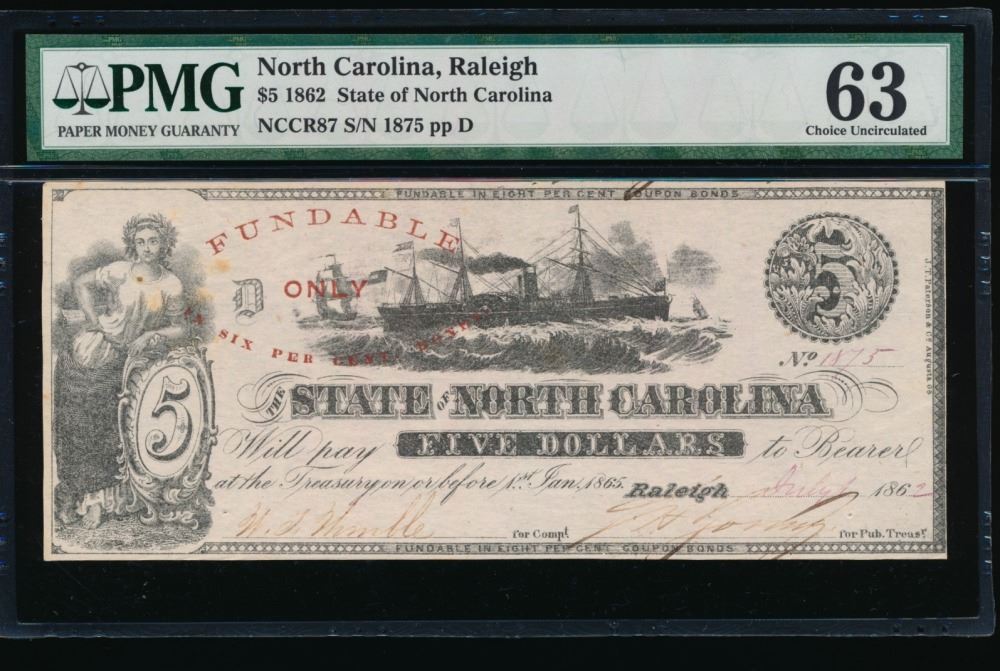 PMG
PAPER MONEY GUARANTY
North Carolina, Raleigh
$5 1862 State of North Carolina
NCCR87 S/N 1875 pp D
63
Choice Uncirculated
FUNDABLE IN EIGHT PER CENT COUPON BONDS
FUNDABLE
D ONLY
IN SIX PER CENT. BONDS.
5
No 1875
THE STATE OF NORTH CAROLINA
5
Will pay FIVE DOLLARS to Bearer
at the Treasury on or before 1st Jan. 1865. Raleigh July 1862
for Compt.
for Pub. Treasr.
FUNDABLE IN EIGHT PER CENT COUPON BONDS